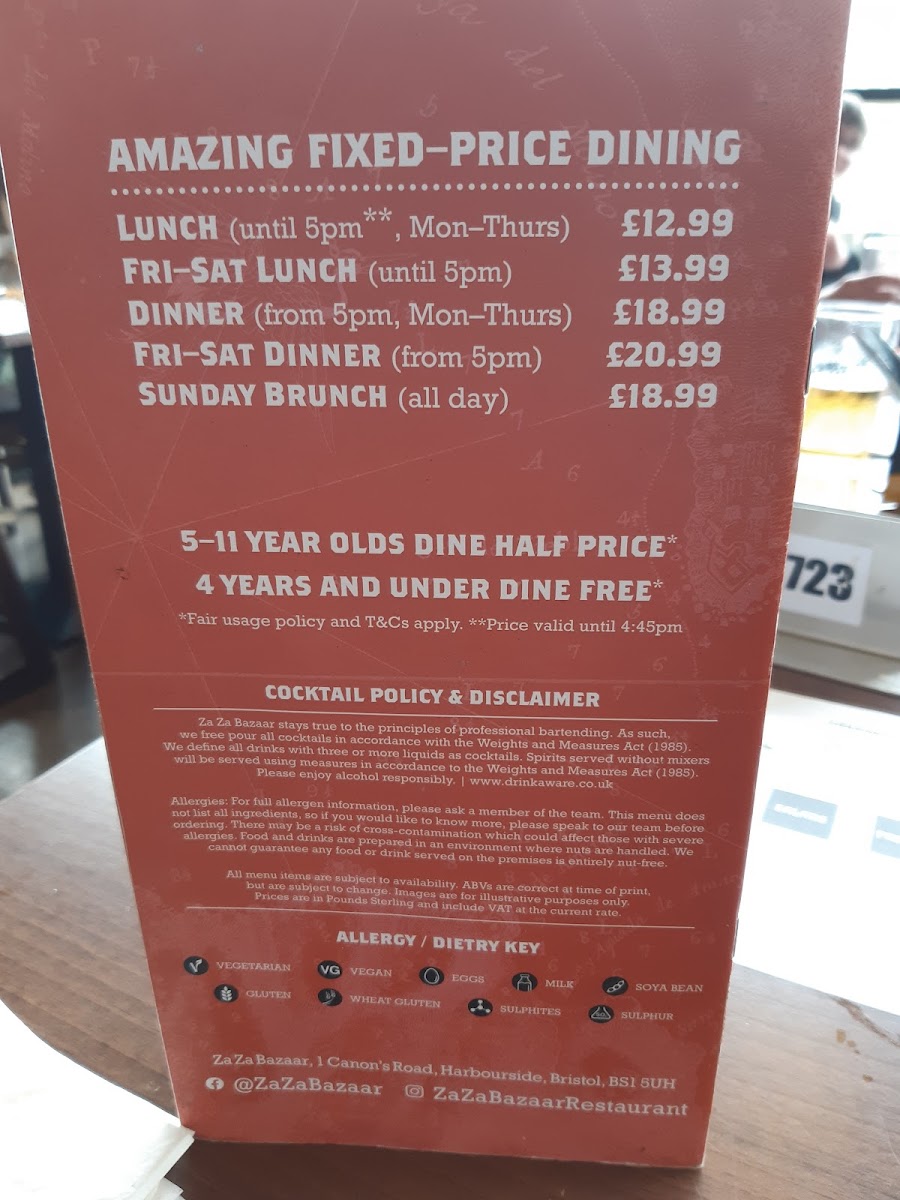 AMAZING FIXED–PRICE DINING
LUNCH (until 5pm**, Mon–Thurs) £12.99
FRI–SAT LUNCH (until 5pm) £13.99
DINNER (from 5pm, Mon–Thurs) £18.99
FRI–SAT DINNER (from 5pm) £20.99
SUNDAY BRUNCH (all day) £18.99
5–11 YEAR OLDS DINE HALF PRICE*
4 YEARS AND UNDER DINE FREE*
*Fair usage policy and T&Cs apply. **Price valid until 4:45pm
COCKTAIL POLICY & DISCLAIMER
Za Za Bazaar stays true to the principles of professional bartending. As such,
we free pour all cocktails in accordance with the Weights and Measures Act (1985).
We define all drinks with three or more liquids as cocktails. Spirits served without mixers
will be served using measures in accordance to the Weights and Measures Act (1985).
Please enjoy alcohol responsibly. | www.drinkaware.co.uk
Allergies: For full allergen information, please ask a member of the team. This menu does
not list all ingredients, so if you would like to know more, please speak to our team before
ordering. There may be a risk of cross-contamination which could affect those with severe
allergies. Food and drinks are prepared in an environment where nuts are handled. We
cannot guarantee any food or drink served on the premises is entirely nut-free.
All menu items are subject to availability. ABVs are correct at time of print,
but are subject to change. Images are for illustrative purposes only.
Prices are in Pounds Sterling and include VAT at the current rate.
ALLERGY / DIETRY KEY
V VEGETARIAN VG VEGAN EGGS MILK SOYA BEAN
GLUTEN WHEAT GLUTEN SULPHITES SULPHUR
Za Za Bazaar, 1 Canon's Road, Harbourside, Bristol, BS1 5UH
@ZaZaBazaar ZaZaBazaarRestaurant
723